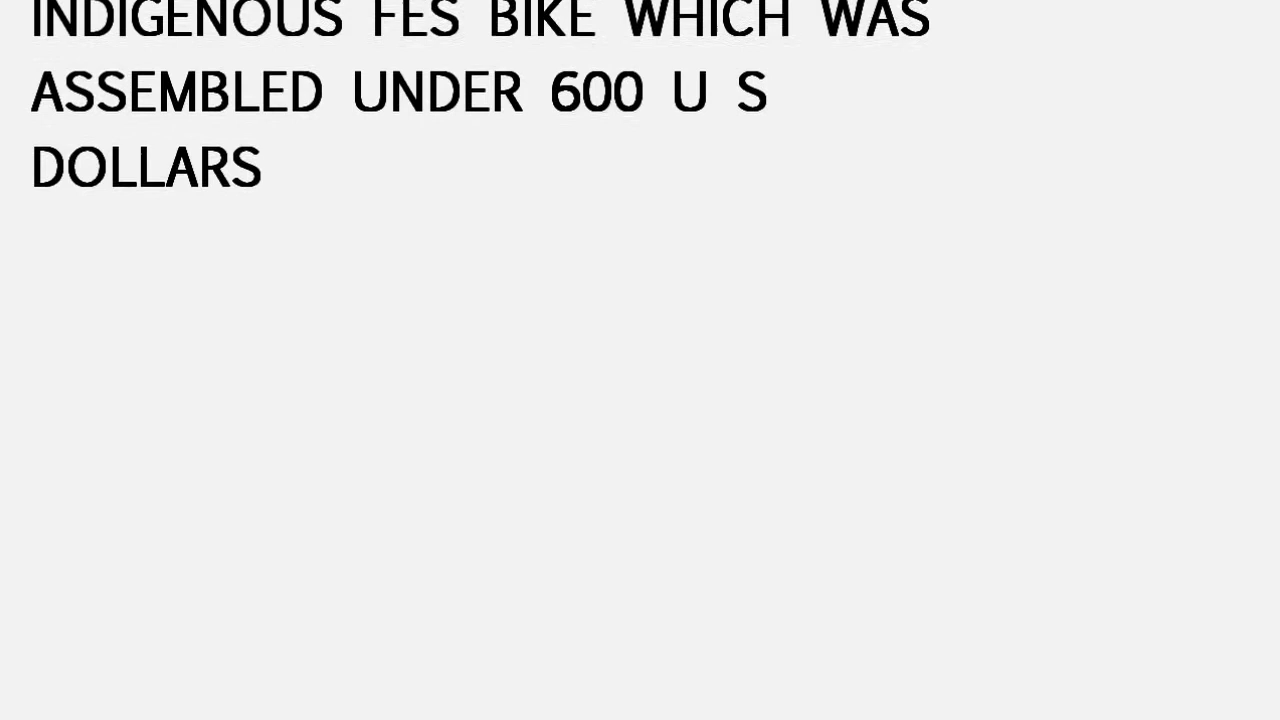 INDIGENOUS FES BIKE WHICH WAS
ASSEMBLED UNDER 600 U S
DOLLARS